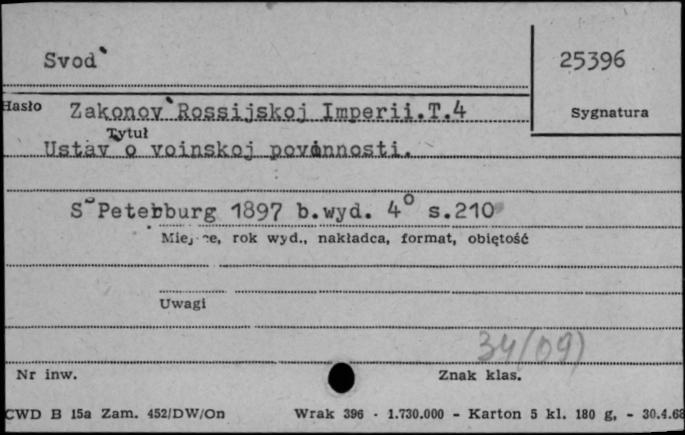 Svod`
25396
Hasło Zakonov`Rossijskoj Imperii.T.4
Sygnatura
Tytuł
Ustav o voinskoj povinnosti.
S~Peterburg 1897 b.wyd. 4° s.210
Miejsce, rok wyd., nakładca, format, obiętość
Uwagi
34/09)
Nr inw.
Znak klas.
CWD B 15a Zam. 452/DW/On
Wrak 396 - 1.730.000 - Karton 5 kl. 180 g, - 30.4.68